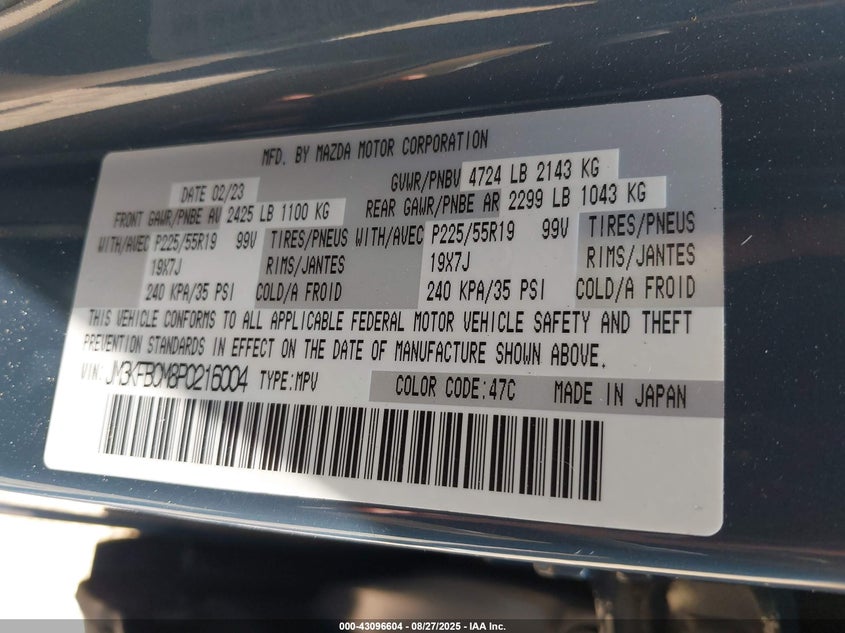 MFD. BY MAZDA MOTOR CORPORATION
DATE 02/23 GVWR/PNBV 4724 LB 2143 KG
FRONT GAWR/PNBE AV 2425 LB 1100 KG REAR GAWR/PNBE AR 2299 LB 1043 KG
WITH/AVEC P225/55R19 99V TIRES/PNEUS WITH/AVEC P225/55R19 99V TIRES/PNEUS
19X7J RIMS/JANTES 19X7J RIMS/JANTES
240 KPA/35 PSI COLD/A FROID 240 KPA/35 PSI COLD/A FROID
THIS VEHICLE CONFORMS TO ALL APPLICABLE FEDERAL MOTOR VEHICLE SAFETY AND THEFT
PREVENTION STANDARDS IN EFFECT ON THE DATE OF MANUFACTURE SHOWN ABOVE.
VIN: JM3KFBCM8P0216004 TYPE:MPV COLOR CODE:47C MADE IN JAPAN
000-43096604 / 08/27/2025 - IAA Inc.